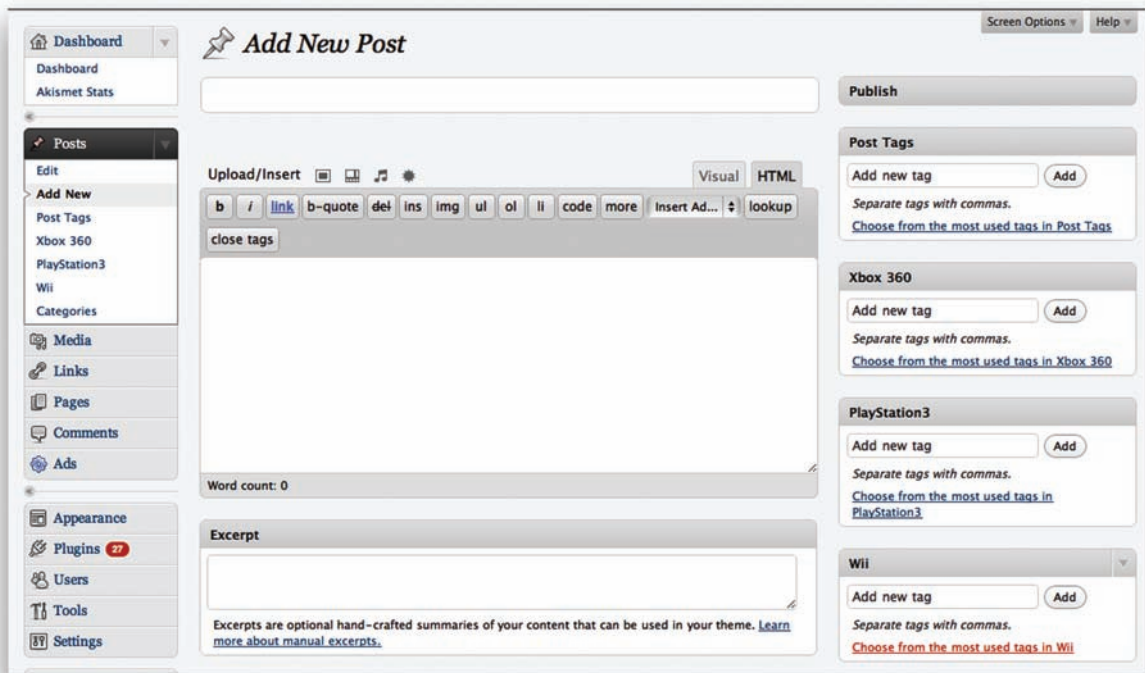 Screen Options
Help
Dashboard
Dashboard
Akismet Stats
Posts
Edit
Add New
Post Tags
Xbox 360
PlayStation3
Wii
Categories
Media
Links
Pages
Comments
Ads
Appearance
Plugins 27
Users
Tools
Settings
Add New Post
Upload/Insert
Visual HTML
b i link b-quote del ins img ul ol li code more Insert Ad... lookup
close tags
Word count: 0
Excerpt
Excerpts are optional hand-crafted summaries of your content that can be used in your theme. Learn
more about manual excerpts.
Publish
Post Tags
Add new tag Add
Separate tags with commas.
Choose from the most used tags in Post Tags
Xbox 360
Add new tag Add
Separate tags with commas.
Choose from the most used tags in Xbox 360
PlayStation3
Add new tag Add
Separate tags with commas.
Choose from the most used tags in
PlayStation3
Wii
Add new tag Add
Separate tags with commas.
Choose from the most used tags in Wii